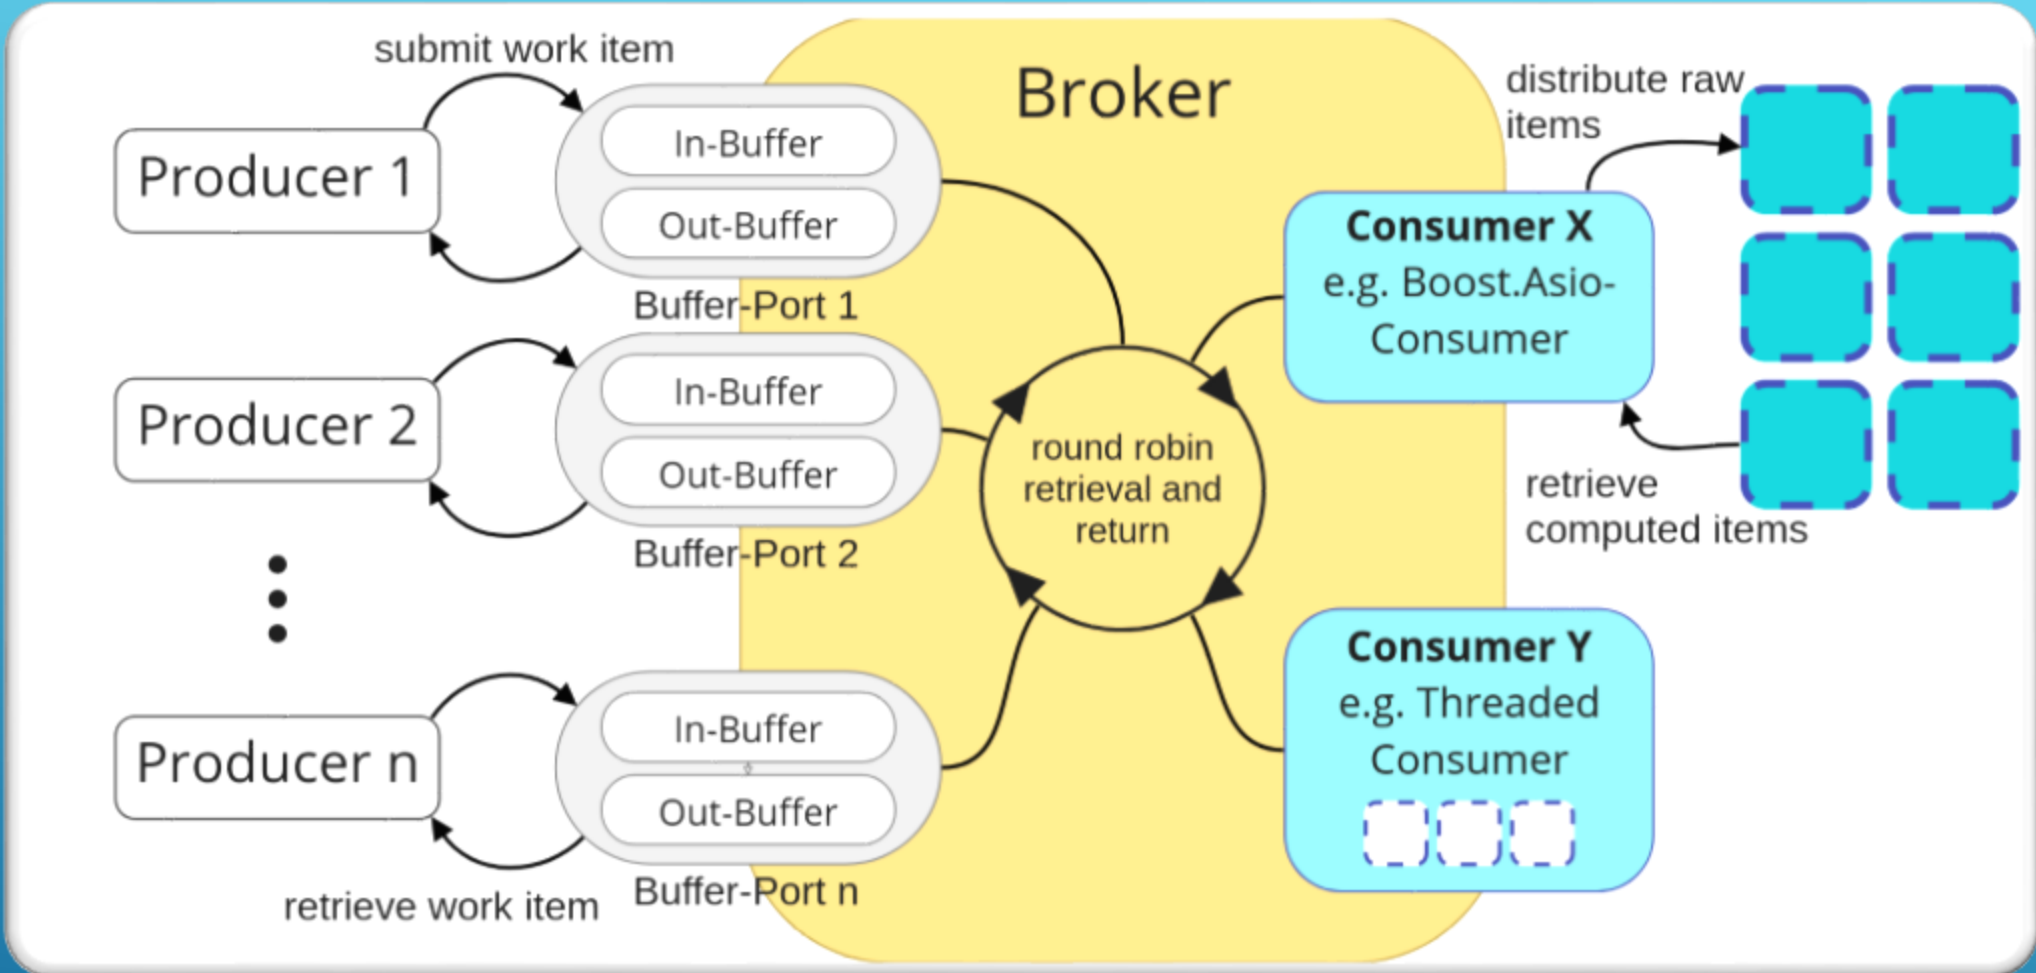 submit work item
Broker
distribute raw
items
Producer 1
In-Buffer
Out-Buffer
Buffer-Port 1
Consumer X
e.g. Boost.Asio-
Consumer
Producer 2
In-Buffer
Out-Buffer
Buffer-Port 2
round robin
retrieval and
return
retrieve
computed items
Producer n
In-Buffer
Out-Buffer
Buffer-Port n
retrieve work item
Consumer Y
e.g. Threaded
Consumer